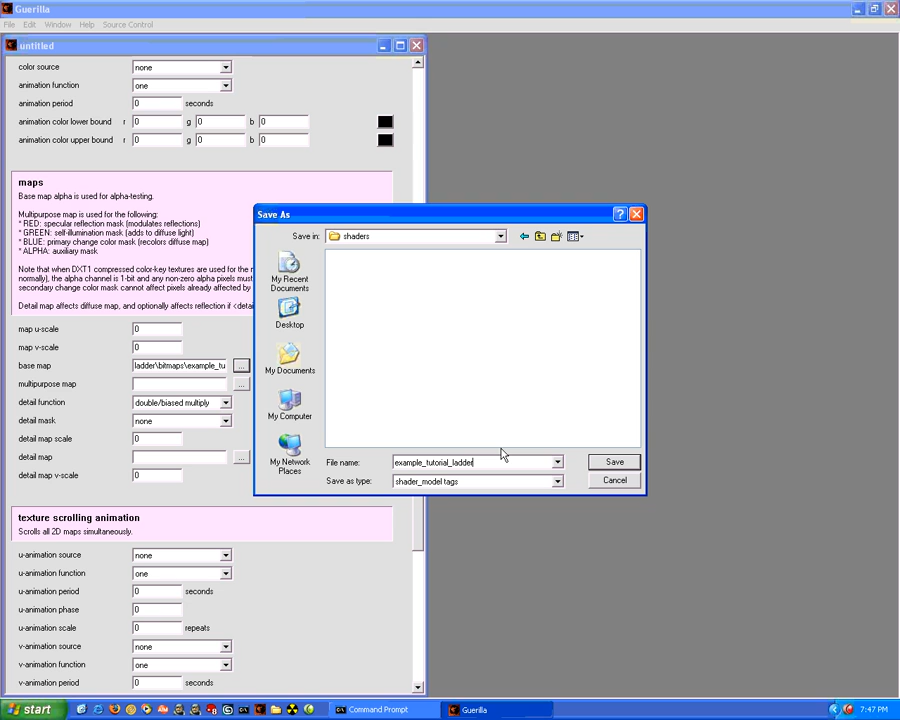 Guerilla
File Edit Window Help Source Control
untitled
color source none
animation function one
animation period 0 seconds
animation color lower bound r 0 g 0 b 0
animation color upper bound r 0 g 0 b 0
maps
Base map alpha is used for alpha-testing.
Multipurpose map is used for the following:
* RED: specular reflection mask (modulates reflections)
* GREEN: self-illumination mask (adds to diffuse light)
* BLUE: primary change color mask (recolors diffuse map)
* ALPHA: auxiliary mask
Note that when DXT1 compressed color-key textures are used for the
normally), the alpha channel is 1-bit and any non-zero alpha pixels must
secondary change color mask cannot affect pixels already affected by
Detail map affects diffuse map, and optionally affects reflection if <detai
map u-scale 0
map v-scale 0
base map ladder\bitmaps\example_tu ...
multipurpose map ...
detail function double/biased multiply
detail mask none
detail map scale 0
detail map ...
detail map v-scale 0
texture scrolling animation
Scrolls all 2D maps simultaneously.
u-animation source none
u-animation function one
u-animation period 0 seconds
u-animation phase 0
u-animation scale 0 repeats
v-animation source none
v-animation function one
v-animation period 0 seconds
Save As
Save in: shaders
My Recent
Documents
Desktop
My Documents
My Computer
My Network
Places
File name: example_tutorial_ladder Save
Save as type: shader_model tags Cancel
start Command Prompt Guerilla 7:47 PM